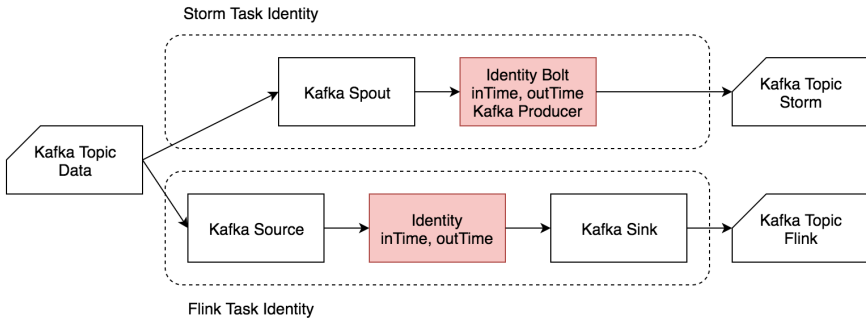 Storm Task Identity
Kafka Spout
Identity Bolt
inTime, outTime
Kafka Producer
Kafka Topic
Storm
Kafka Topic
Data
Kafka Source
Identity
inTime, outTime
Kafka Sink
Kafka Topic
Flink
Flink Task Identity